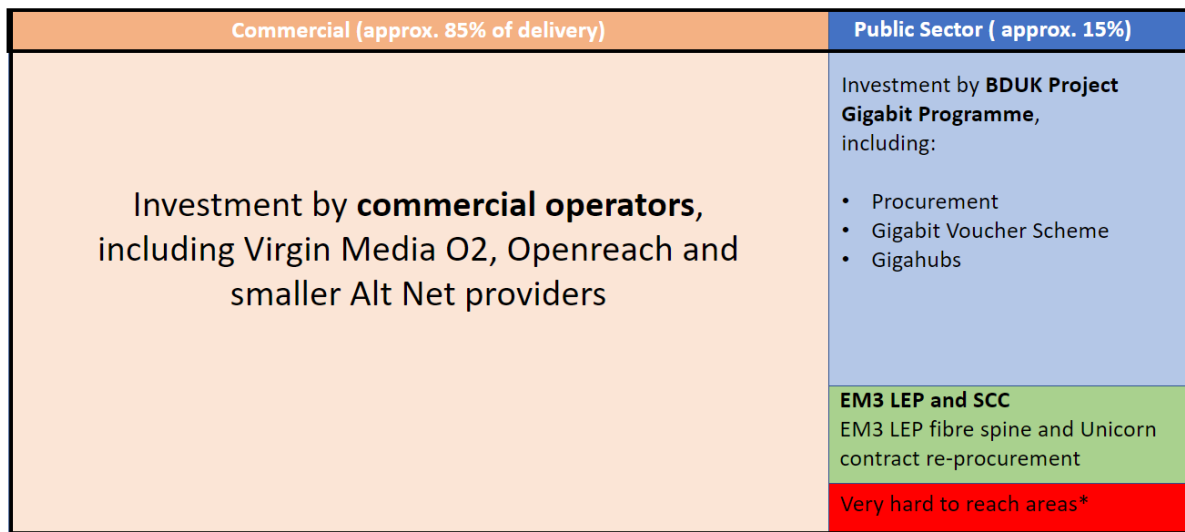 Commercial (approx. 85% of delivery)
Public Sector ( approx. 15%)
Investment by commercial operators,
including Virgin Media O2, Openreach and
smaller Alt Net providers
Investment by BDUK Project
Gigabit Programme,
including:
• Procurement
• Gigabit Voucher Scheme
• Gigahubs
EM3 LEP and SCC
EM3 LEP fibre spine and Unicorn
contract re-procurement
Very hard to reach areas*